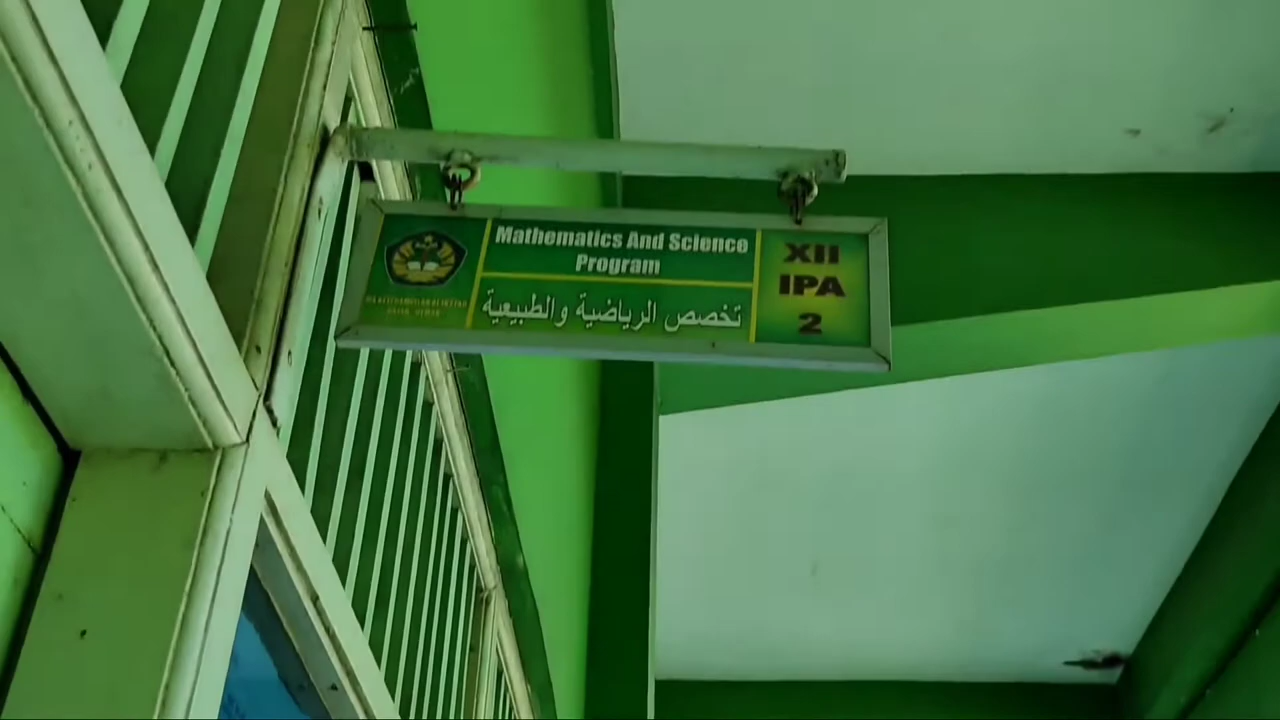 Mathematics And Science
Program
تخصص الرياضية والطبيعية
XII
IPA
2